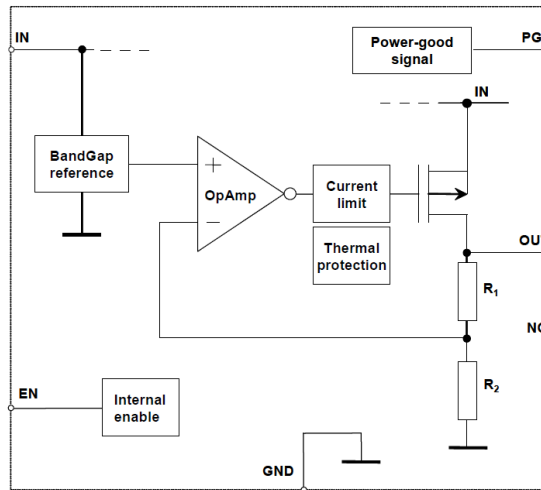 IN
Power-good
signal
PG
IN
BandGap
reference
+
OpAmp
−
Current
limit
Thermal
protection
OU
R1
NC
R2
EN
Internal
enable
GND